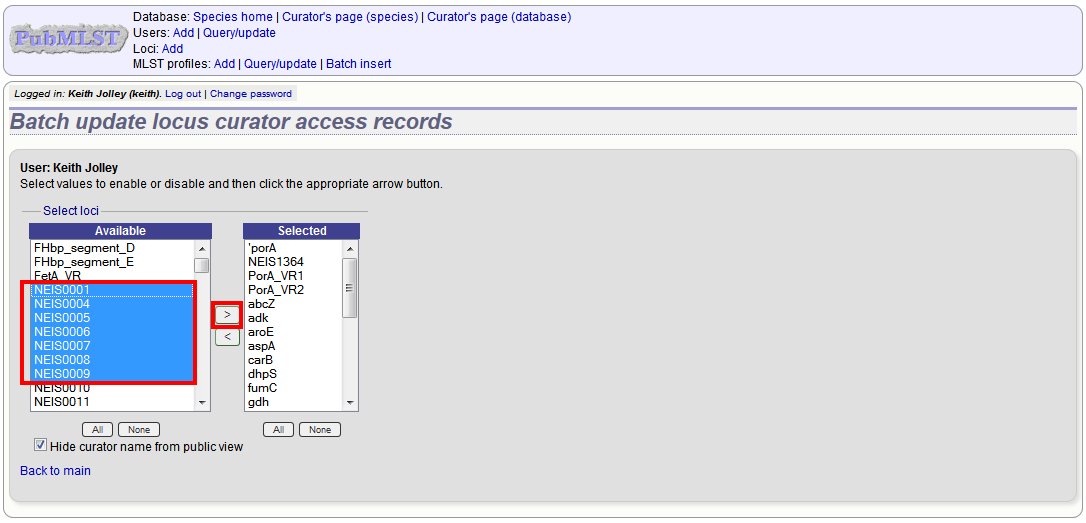 PubMLST
Database: Species home | Curator's page (species) | Curator's page (database)
Users: Add | Query/update
Loci: Add
MLST profiles: Add | Query/update | Batch insert
Logged in: Keith Jolley (keith). Log out | Change password
Batch update locus curator access records
User: Keith Jolley
Select values to enable or disable and then click the appropriate arrow button.
Select loci
Available
FHbp_segment_D
FHbp_segment_E
FetA_VR
NEIS0001
NEIS0004
NEIS0005
NEIS0006
NEIS0007
NEIS0008
NEIS0009
NEIS0010
NEIS0011
>
<
Selected
'porA
NEIS1364
PorA_VR1
PorA_VR2
abcZ
adk
aroE
aspA
carB
dhpS
fumC
gdh
All None
All None
Hide curator name from public view
Back to main